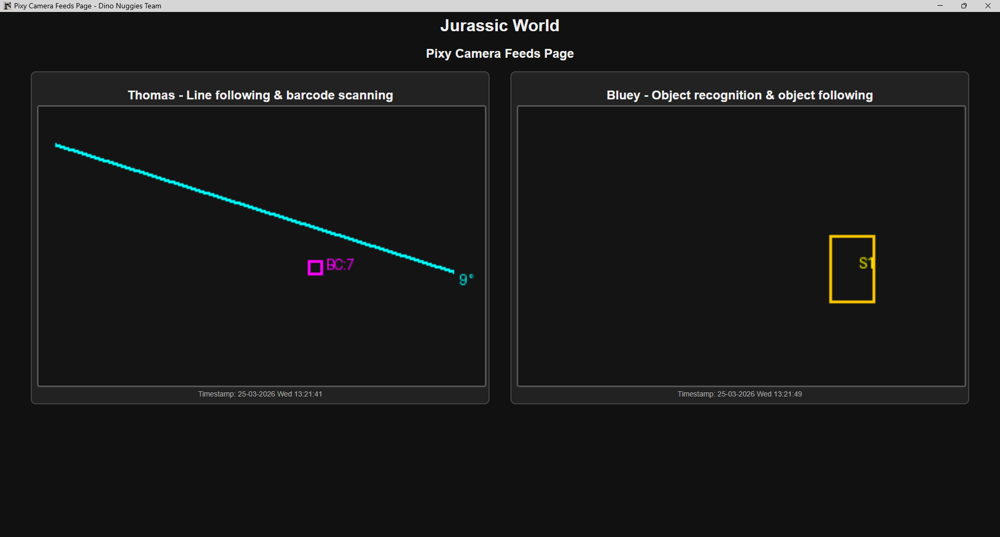 Pixy Camera Feeds Page - Dino Nuggies Team
Jurassic World
Pixy Camera Feeds Page
Thomas - Line following & barcode scanning
BC:7
9°
Timestamp: 25-03-2026 Wed 13:21:41
Bluey - Object recognition & object following
S1
Timestamp: 25-03-2026 Wed 13:21:49